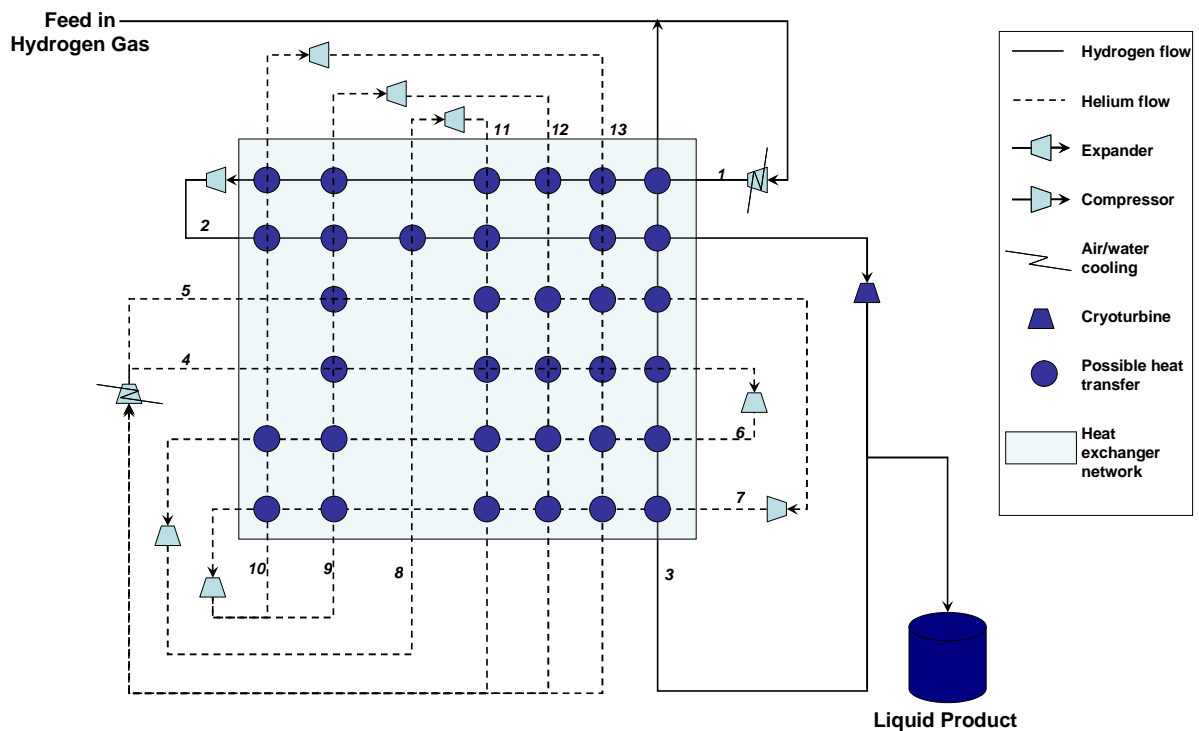 Feed in
Hydrogen Gas
11
12
13
1
2
5
4
6
7
10
9
8
3
Liquid Product
Hydrogen flow
Helium flow
Expander
Compressor
Air/water
cooling
Cryoturbine
Possible heat
transfer
Heat
exchanger
network